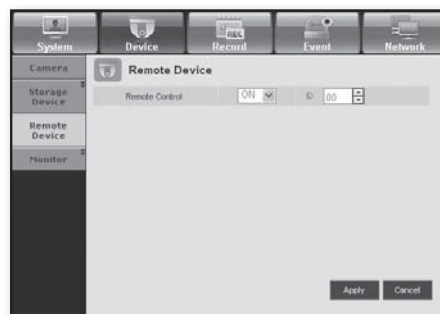 System Device Record Event Network
Camera
Remote Device
Storage
Device
Remote Control ON ID 00
Remote
Device
Monitor
Apply Cancel